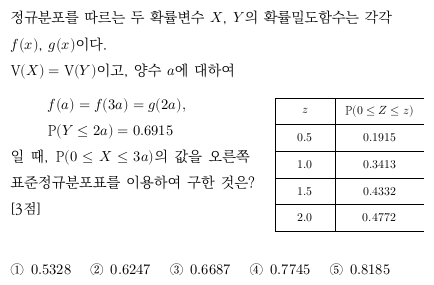 정규분포를 따르는 두 확률변수 X, Y의 확률밀도함수는 각각
f(x), g(x)이다.
V(X) = V(Y)이고, 양수 a에 대하여
f(a) = f(3a) = g(2a),
P(Y ≤ 2a) = 0.6915
일 때, P(0 ≤ X ≤ 3a)의 값을 오른쪽
표준정규분포표를 이용하여 구한 것은?
[3점]
z P(0 ≤ Z ≤ z)
0.5 0.1915
1.0 0.3413
1.5 0.4332
2.0 0.4772
① 0.5328 ② 0.6247 ③ 0.6687 ④ 0.7745 ⑤ 0.8185